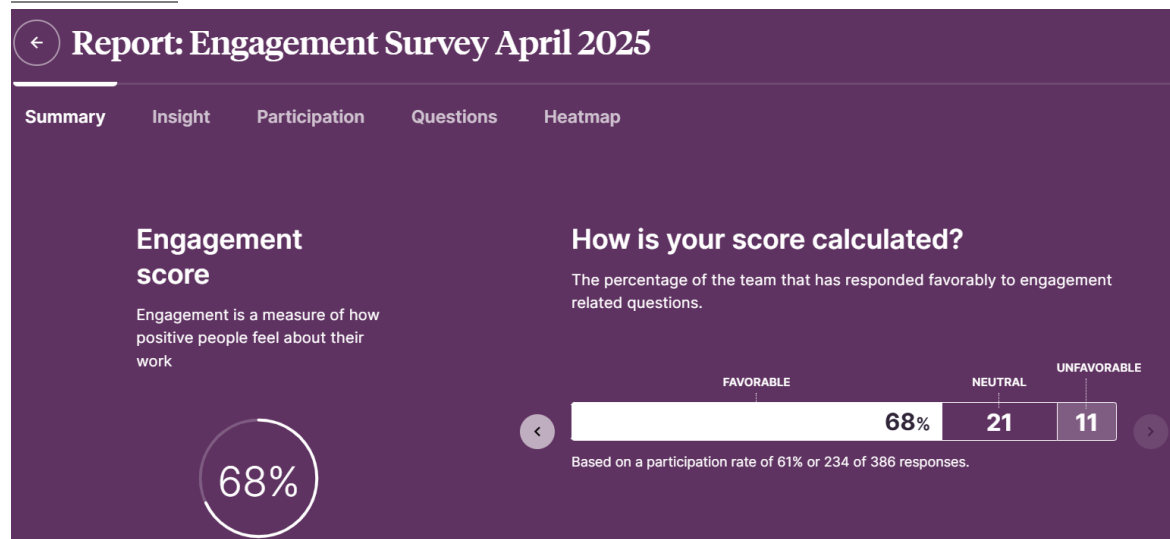 Report: Engagement Survey April 2025
Summary Insight Participation Questions Heatmap
Engagement
score
Engagement is a measure of how
positive people feel about their
work
68%
How is your score calculated?
The percentage of the team that has responded favorably to engagement
related questions.
FAVORABLE NEUTRAL UNFAVORABLE
68% 21 11
Based on a participation rate of 61% or 234 of 386 responses.